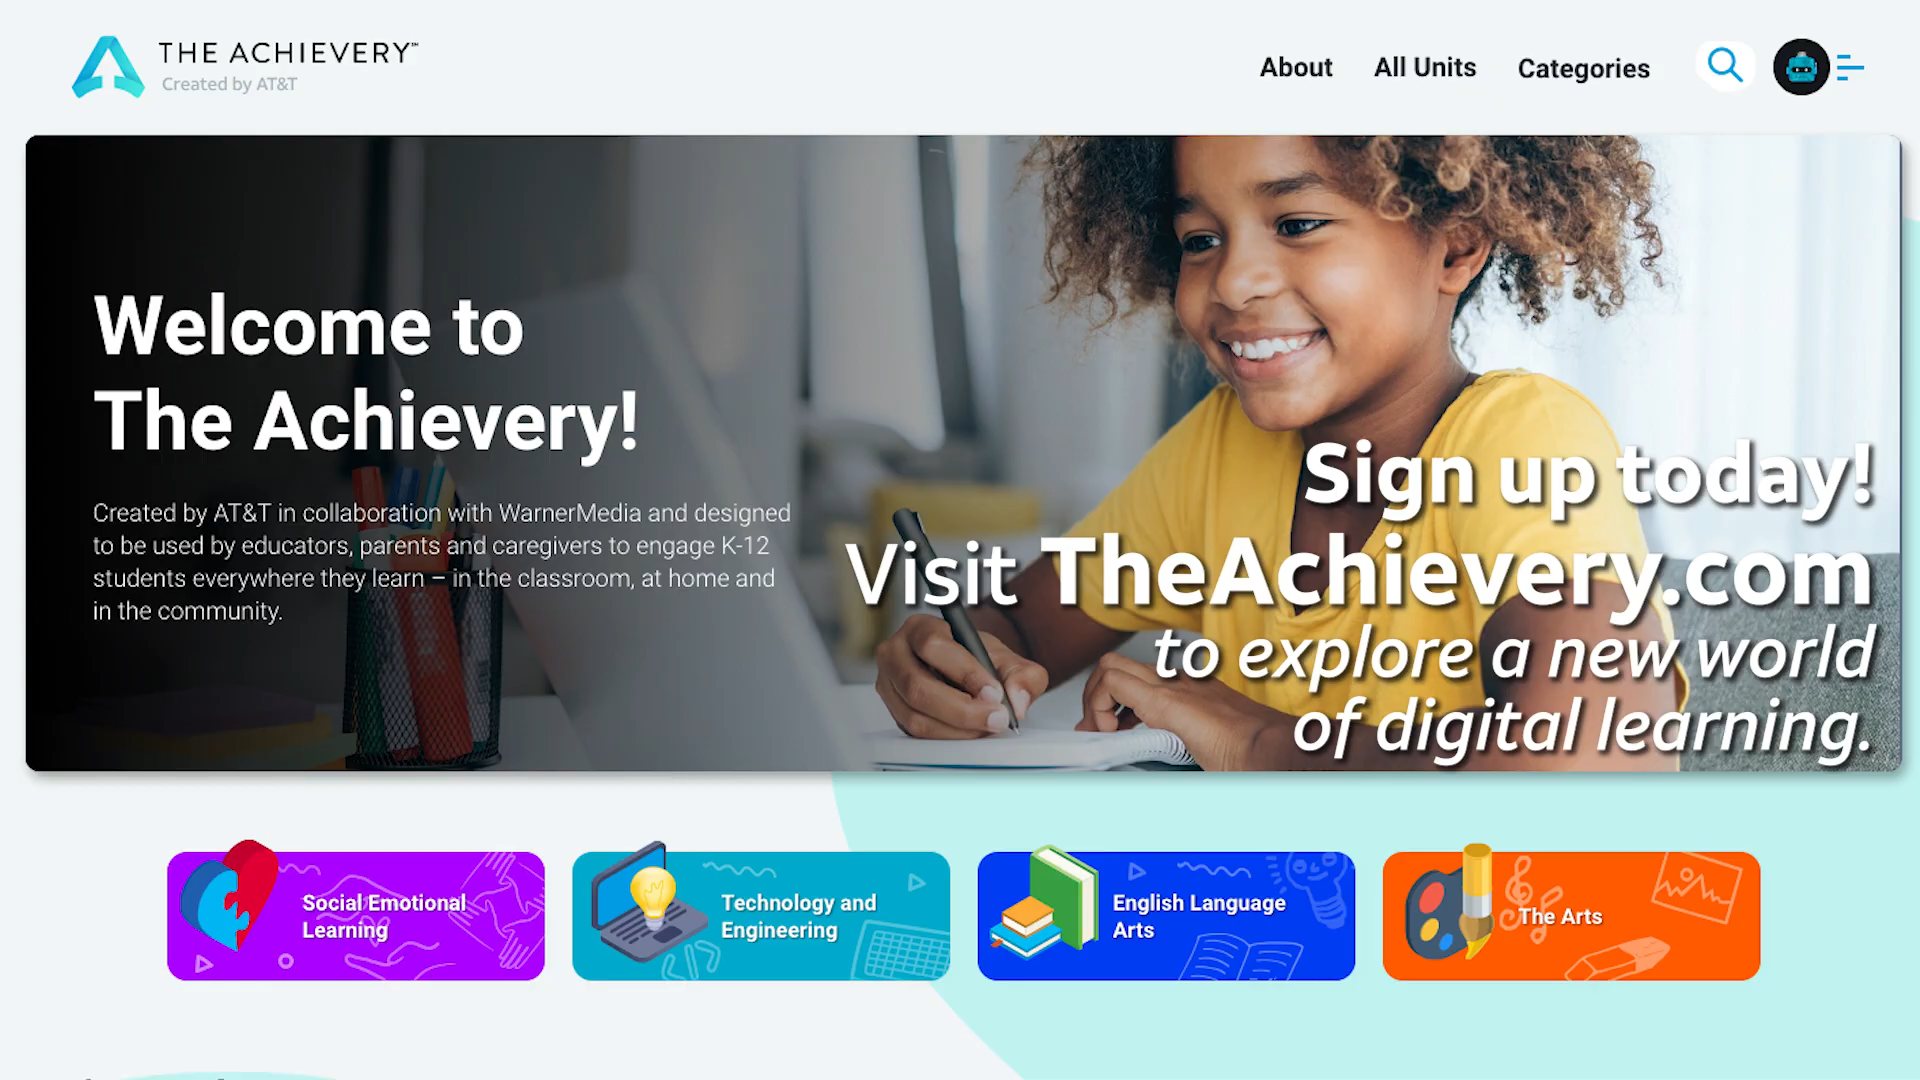 THE ACHIEVERY™
Created by AT&T
About
All Units
Categories
Welcome to
The Achievery!
Created by AT&T in collaboration with WarnerMedia and designed
to be used by educators, parents and caregivers to engage K-12
students everywhere they learn – in the classroom, at home and
in the community.
Sign up today!
Visit TheAchievery.com
to explore a new world
of digital learning.
Social Emotional
Learning
Technology and
Engineering
English Language
Arts
The Arts